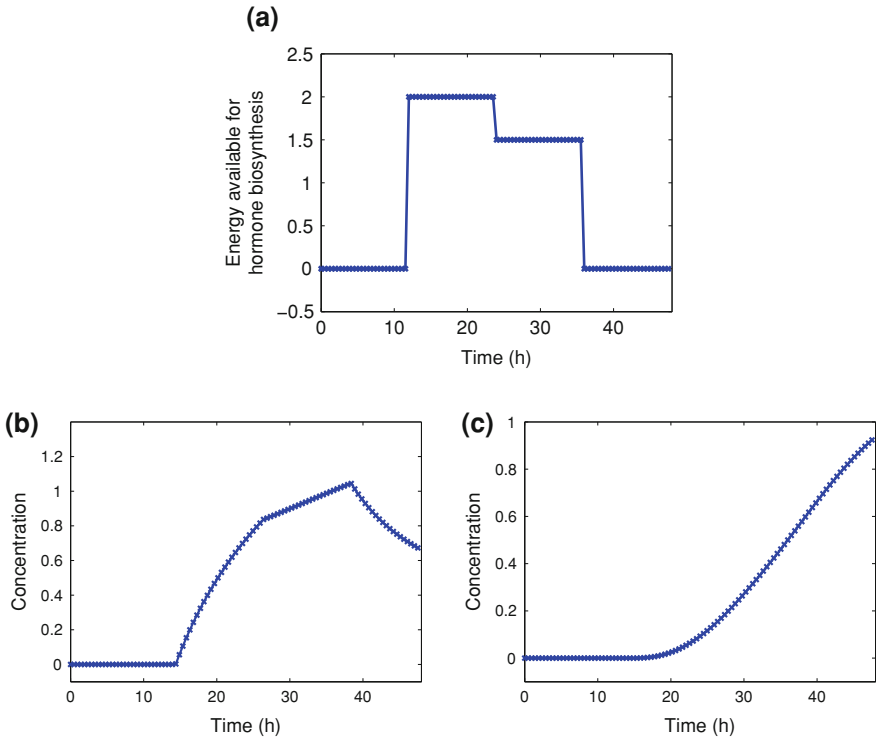 (a)
2.5
2
1.5
1
0.5
0
−0.5
Energy available for
hormone biosynthesis
0 10 20 30 40
Time (h)
(b)
1.2
1
0.8
0.6
0.4
0.2
0
Concentration
0 10 20 30 40
Time (h)
(c)
1
0.8
0.6
0.4
0.2
0
Concentration
0 10 20 30 40
Time (h)